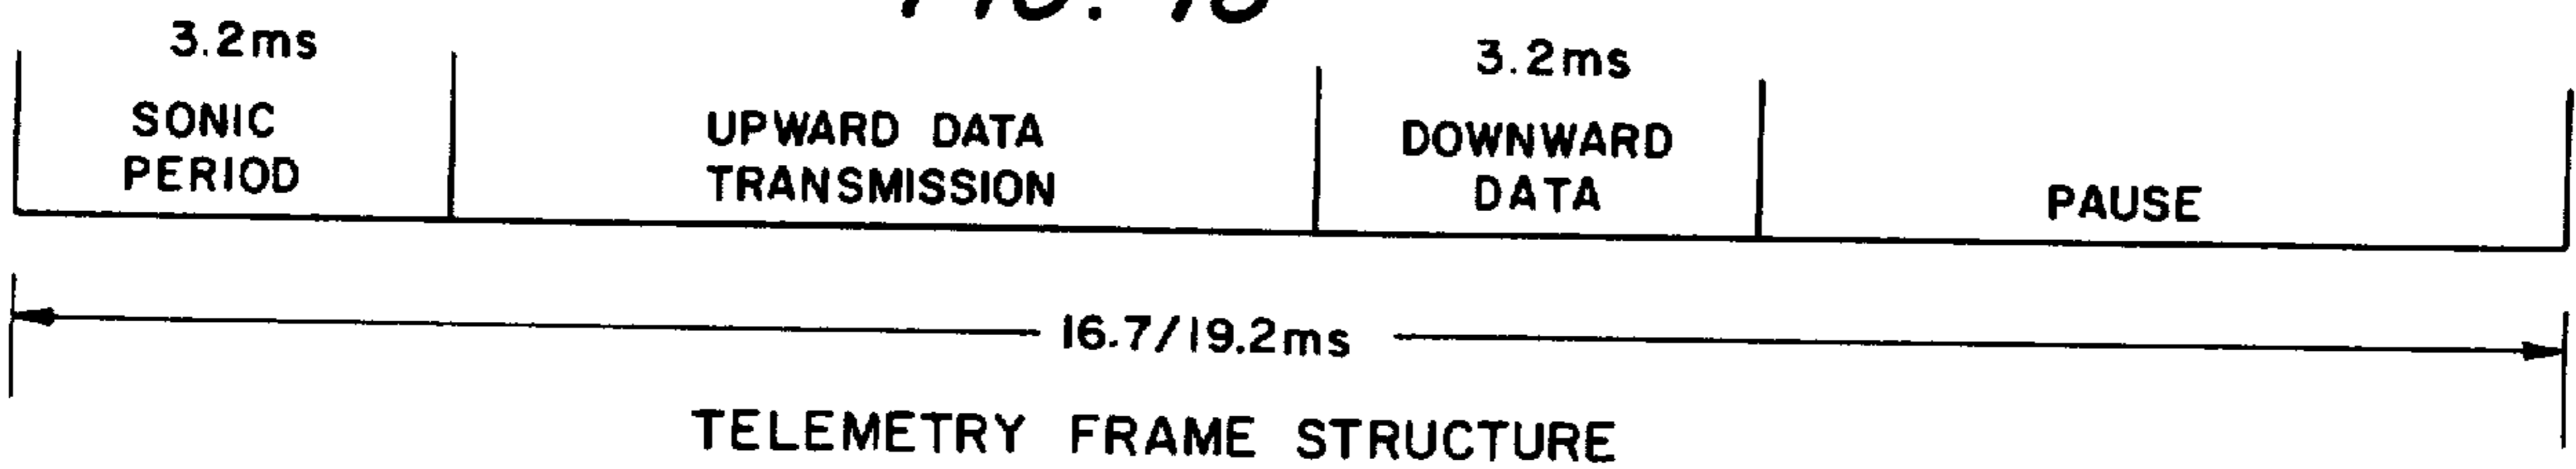 3.2ms
3.2ms
SONIC
PERIOD
UPWARD DATA
TRANSMISSION
DOWNWARD
DATA
PAUSE
16.7/19.2ms
TELEMETRY FRAME STRUCTURE